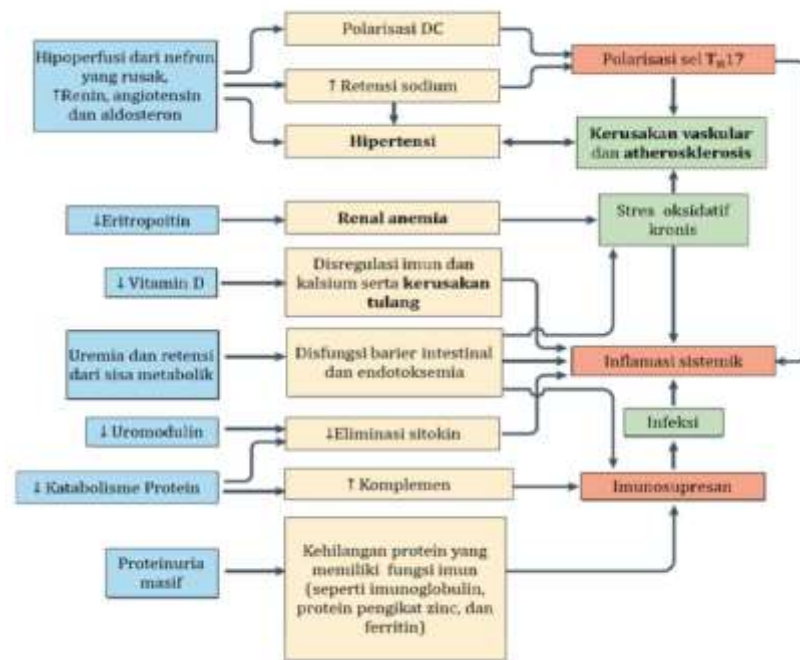 Polarisasi DC
Hipoperfusi dari nefrun
yang rusak,
↑Renin, angiotensin
dan aldosteron
Polarisasi sel TH17
↑ Retensi sodium
Hipertensi
Kerusakan vaskular
dan atherosklerosis
↓Eritropoitin
Renal anemia
Stres oksidatif
kronis
↓ Vitamin D
Disregulasi imun dan
kalsium serta kerusakan
tulang
Uremia dan retensi
dari sisa metabolik
Disfungsi barier intestinal
dan endotoksemia
Inflamasi sistemik
↓ Uromodulin
↓Eliminasi sitokin
Infeksi
↓ Katabolisme Protein
↑ Komplemen
Imunosupresan
Proteinuria
masif
Kehilangan protein yang
memiliki fungsi imun
(seperti imunoglobulin,
protein pengikat zinc, dan
ferritin)